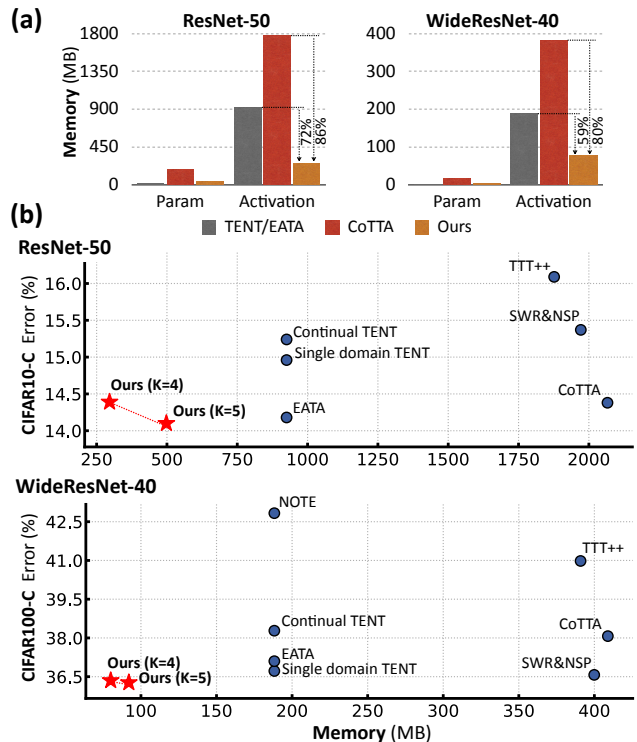 (a)
ResNet-50
WideResNet-40
Memory (MB)
1800
1350
900
450
0
72%
86%
Param
Activation
400
300
200
100
0
59%
80%
Param
Activation
TENT/EATA
CoTTA
Ours
(b)
ResNet-50
CIFAR10-C Error (%)
16.0
15.5
15.0
14.5
14.0
TTT++
SWR&NSP
Continual TENT
Single domain TENT
Ours (K=4)
Ours (K=5)
EATA
CoTTA
250
500
750
1000
1250
1500
1750
2000
WideResNet-40
CIFAR100-C Error (%)
42.5
41.0
39.5
38.0
36.5
NOTE
TTT++
Continual TENT
CoTTA
EATA
Single domain TENT
SWR&NSP
Ours (K=4)
Ours (K=5)
100
150
200
250
300
350
400
Memory (MB)